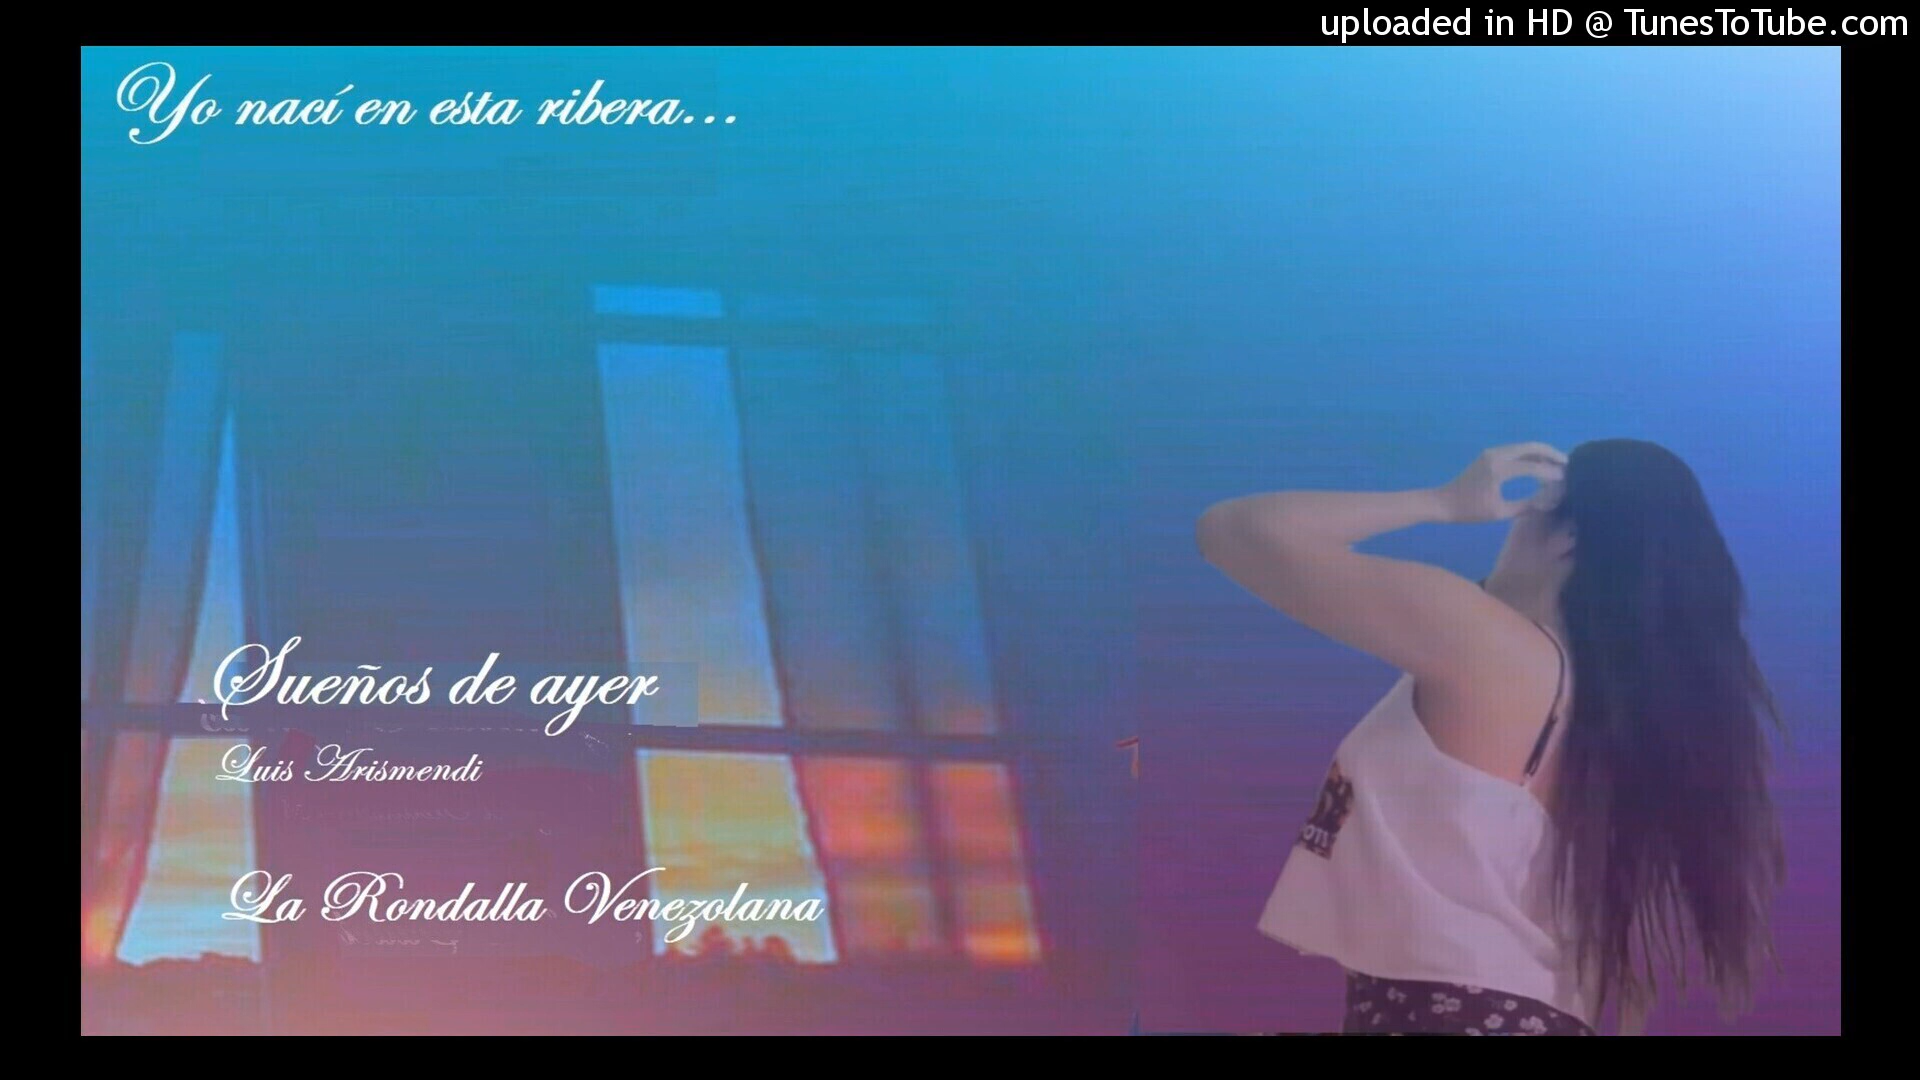 uploaded in HD @ TunesToTube.com
Yo nací en esta ribera...
Sueños de ayer
Luis Arismendi
La Rondalla Venezolana